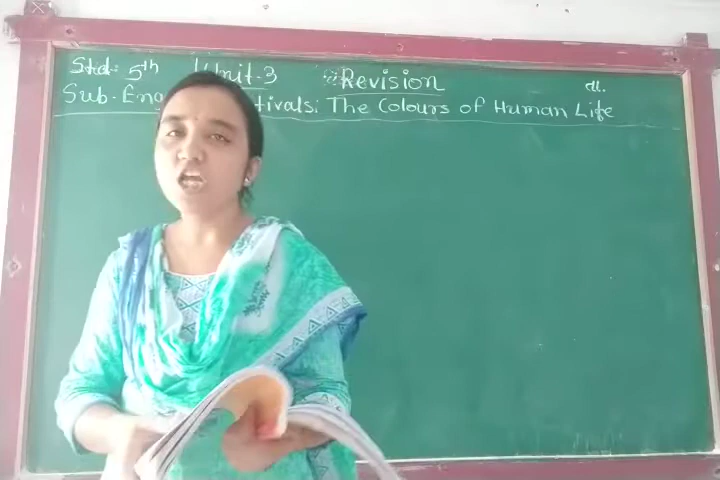 Std: 5th Unit-3 Revision dt.
Sub-Eng tivals: The Colours of Human Life